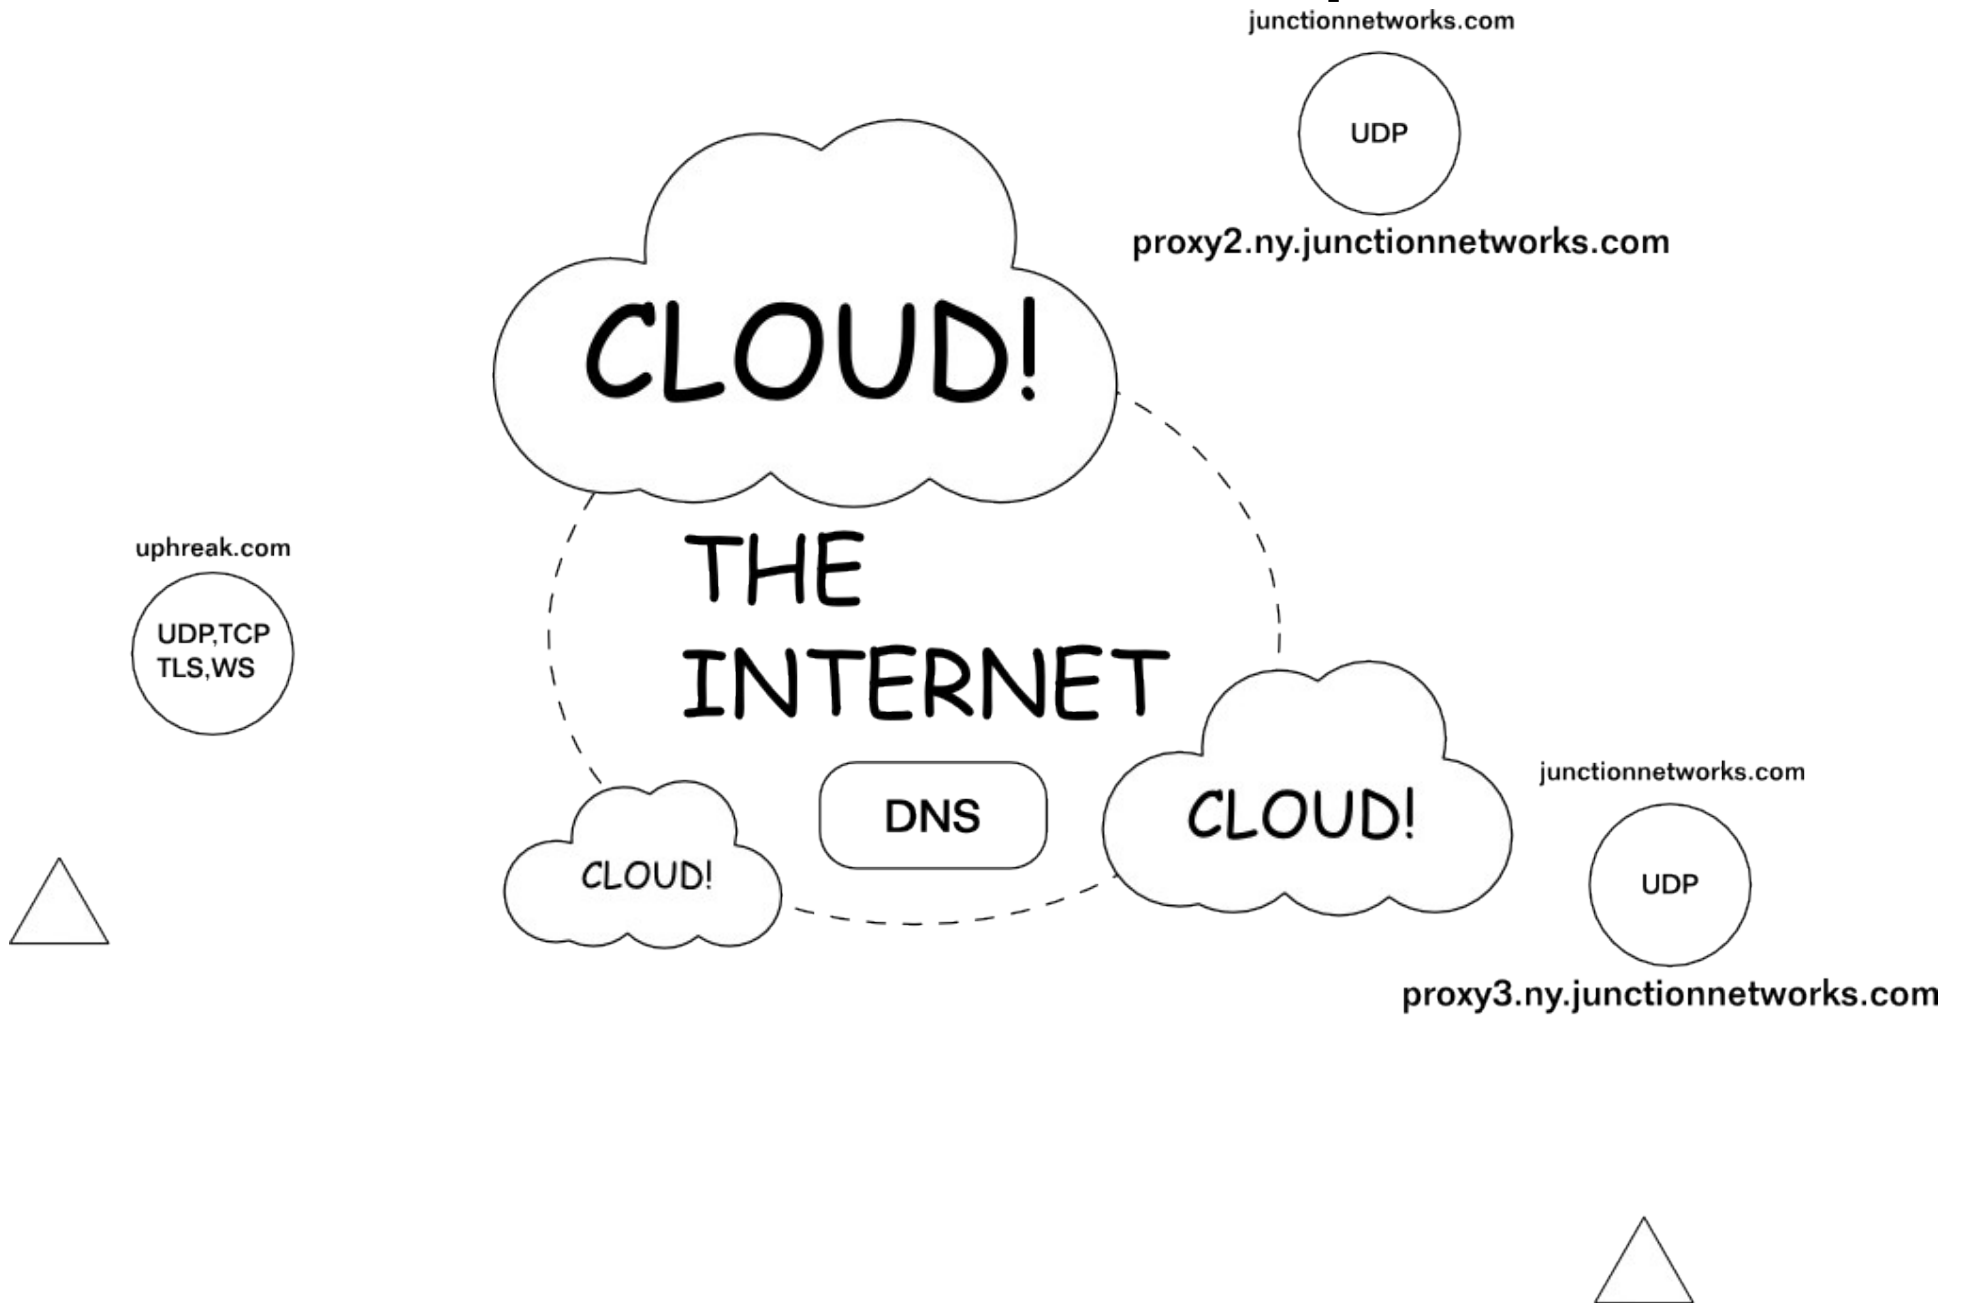 junctionnetworks.com
UDP
proxy2.ny.junctionnetworks.com
CLOUD!
THE
INTERNET
uphreak.com
UDP,TCP
TLS,WS
DNS
CLOUD!
CLOUD!
junctionnetworks.com
UDP
proxy3.ny.junctionnetworks.com